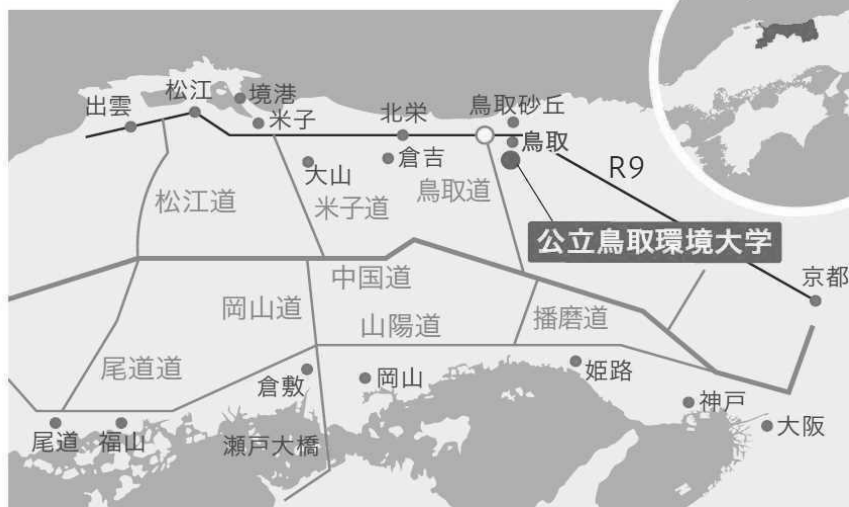 境港
松江
出雲
米子
北栄
鳥取砂丘
鳥取
大山
倉吉
R9
松江道
米子道
鳥取道
公立鳥取環境大学
中国道
京都
岡山道
山陽道
播磨道
尾道道
倉敷
岡山
姫路
神戸
尾道
福山
瀬戸大橋
大阪